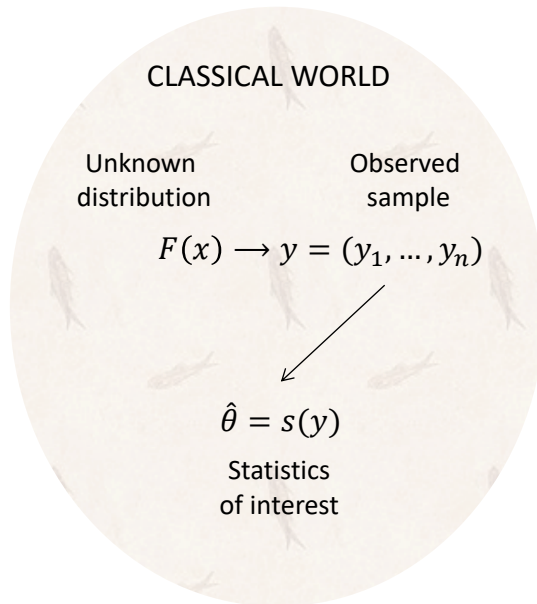 CLASSICAL WORLD
Unknown
distribution
Observed
sample
F(x) → y = (y₁, ..., yₙ)
θ̂ = s(y)
Statistics
of interest